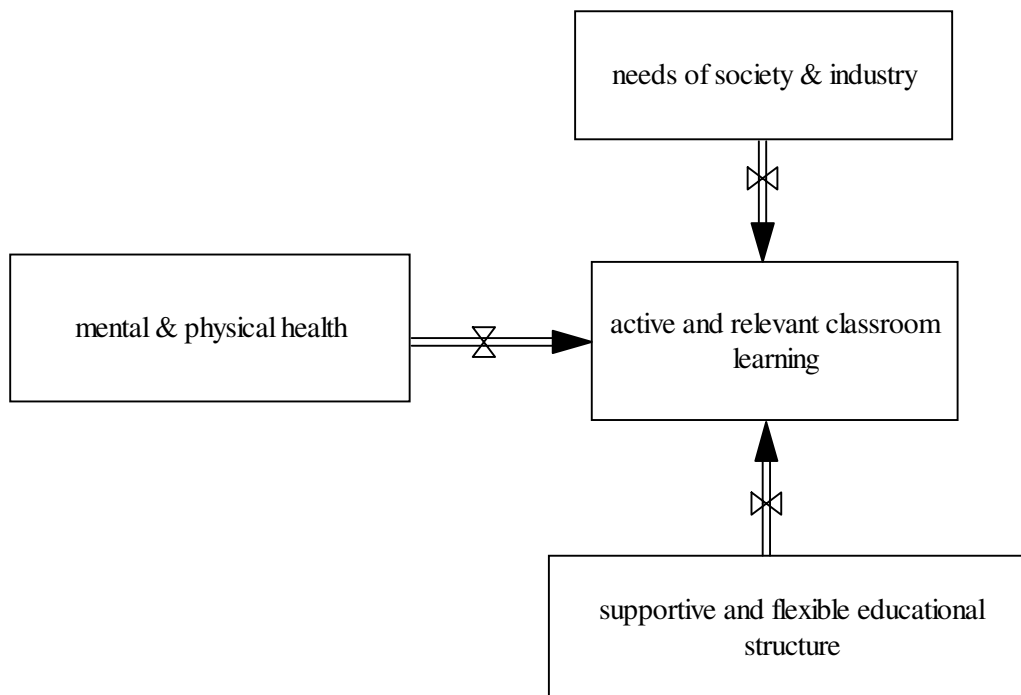 needs of society & industry
mental & physical health
active and relevant classroom
learning
supportive and flexible educational
structure